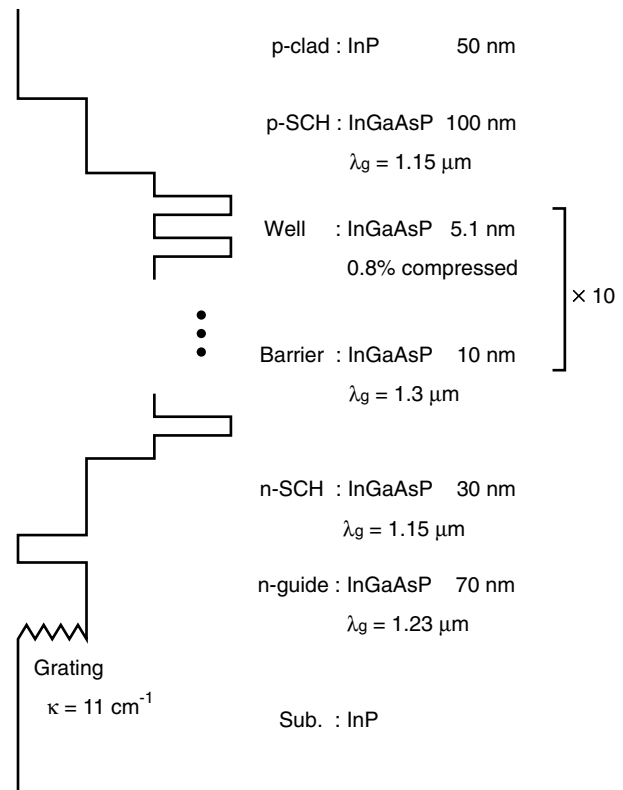 p-clad : InP 50 nm
p-SCH : InGaAsP 100 nm
λg = 1.15 μm
Well : InGaAsP 5.1 nm
0.8% compressed
× 10
Barrier : InGaAsP 10 nm
λg = 1.3 μm
n-SCH : InGaAsP 30 nm
λg = 1.15 μm
n-guide : InGaAsP 70 nm
λg = 1.23 μm
Grating
κ = 11 cm⁻¹
Sub. : InP